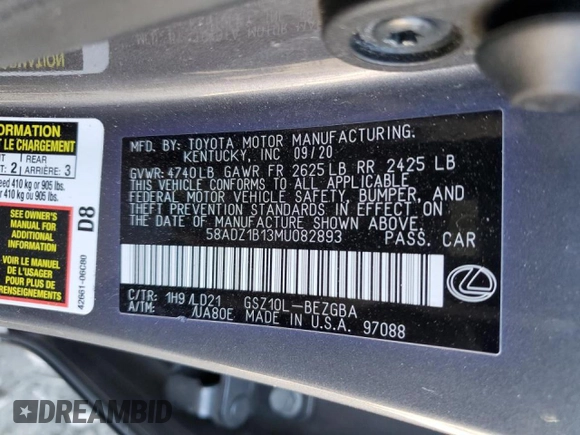 MFD. BY: TOYOTA MOTOR MANUFACTURING.
KENTUCKY, INC 09/20
GVWR: 4740LB GAWR FR 2625LB RR 2425 LB
THIS VEHICLE CONFORMS TO ALL APPLICABLE
FEDERAL MOTOR VEHICLE SAFETY, BUMPER, AND
THEFT PREVENTION STANDARDS IN EFFECT ON
THE DATE OF MANUFACTURE SHOWN ABOVE.
58ADZ1B13MU082893 PASS. CAR
C/TR: 1H9/LD21 GSZ10L-BEZGBA
A/TM: /UA80E MADE IN U.S.A. 97088
FORMATION
T LE CHARGEMENT
2 REAR ARRIÈRE: 3
ceed 410 kg or 905 lbs.
410 kg ou 905 lbs.
SEE OWNER'S
MANUAL FOR
ADDITIONAL
INFORMATION
VOIR LE MANUEL
DE L'USAGER
POUR PLUS DE
RENSEIGNEMENTS
D8
42661-06C80
DREAMBID